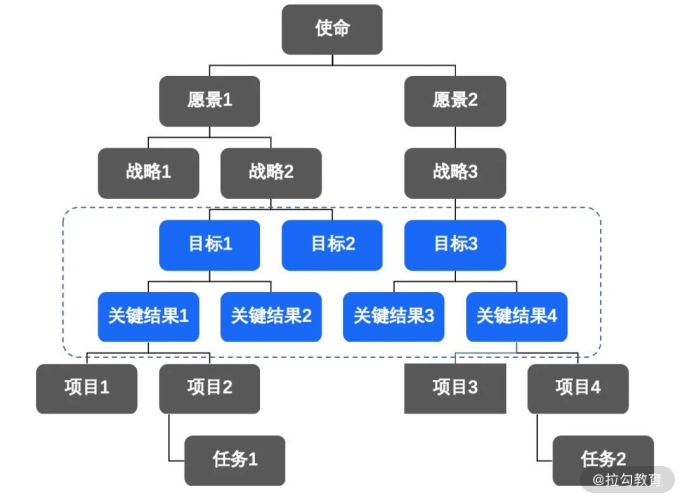 使命
愿景1
愿景2
战略1
战略2
战略3
目标1
目标2
目标3
关键结果1
关键结果2
关键结果3
关键结果4
项目1
项目2
项目3
项目4
任务1
任务2
@拉勾教育